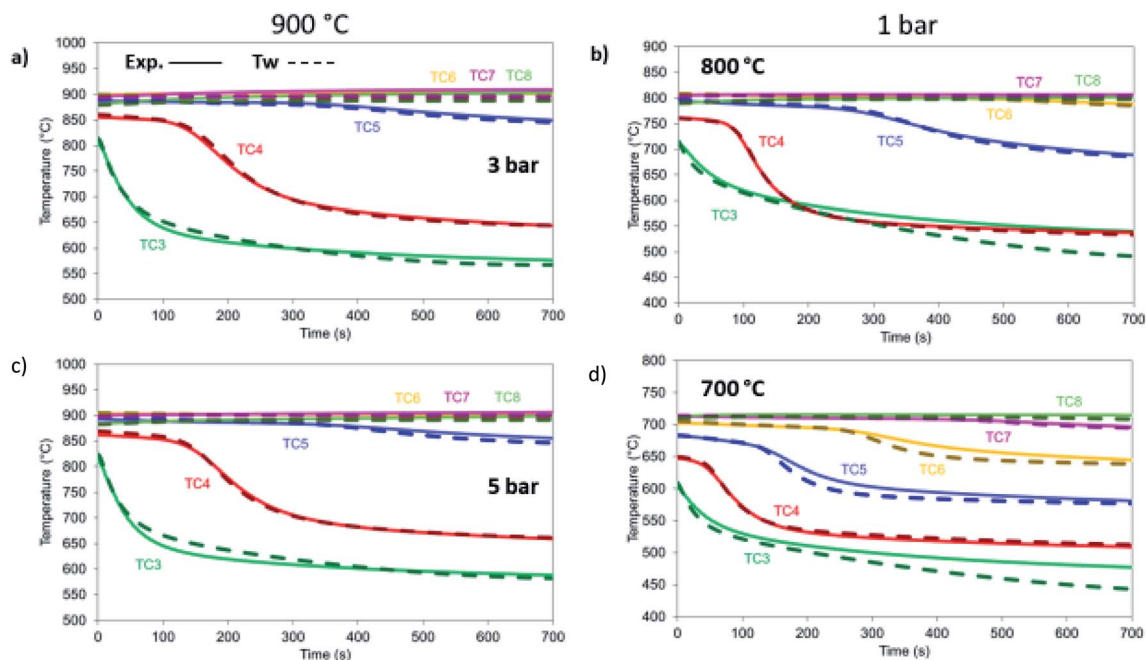 900 °C
1 bar
a)
Exp.
Tw
TC6 TC7 TC8
TC5
TC4
3 bar
TC3
Temperature (°C)
1000
950
900
850
800
750
700
650
600
550
500
0 100 200 300 400 500 600 700
Time (s)
b)
800 °C
TC7 TC8
TC6
TC5
TC4
TC3
Temperature (°C)
900
850
800
750
700
650
600
550
500
450
400
0 100 200 300 400 500 600 700
Time (s)
c)
TC6 TC7 TC8
TC5
TC4
5 bar
TC3
Temperature (°C)
1000
950
900
850
800
750
700
650
600
550
500
0 100 200 300 400 500 600 700
Time (s)
d)
700 °C
TC8
TC7
TC6
TC5
TC4
TC3
Temperature (°C)
800
750
700
650
600
550
500
450
400
0 100 200 300 400 500 600 700
Time (s)